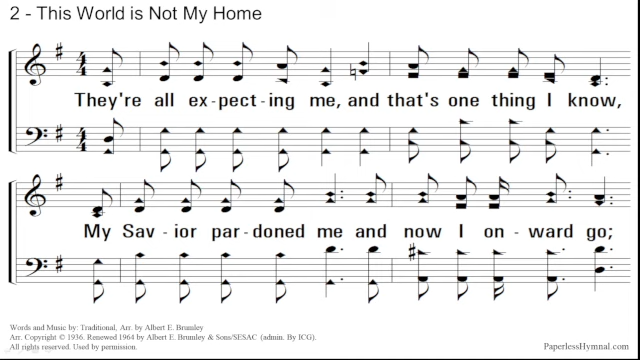 2 - This World is Not My Home
They're all ex-pect-ing me, and that's one thing I know,
My Sav-ior par-doned me and now I on-ward go;
Words and Music by: Traditional, Arr. by Albert E. Brumley
Arr. Copyright © 1936. Renewed 1964 by Albert E. Brumley & Sons/SESAC (admin. By ICG).
All rights reserved. Used by permission.
PaperlessHymnal.com